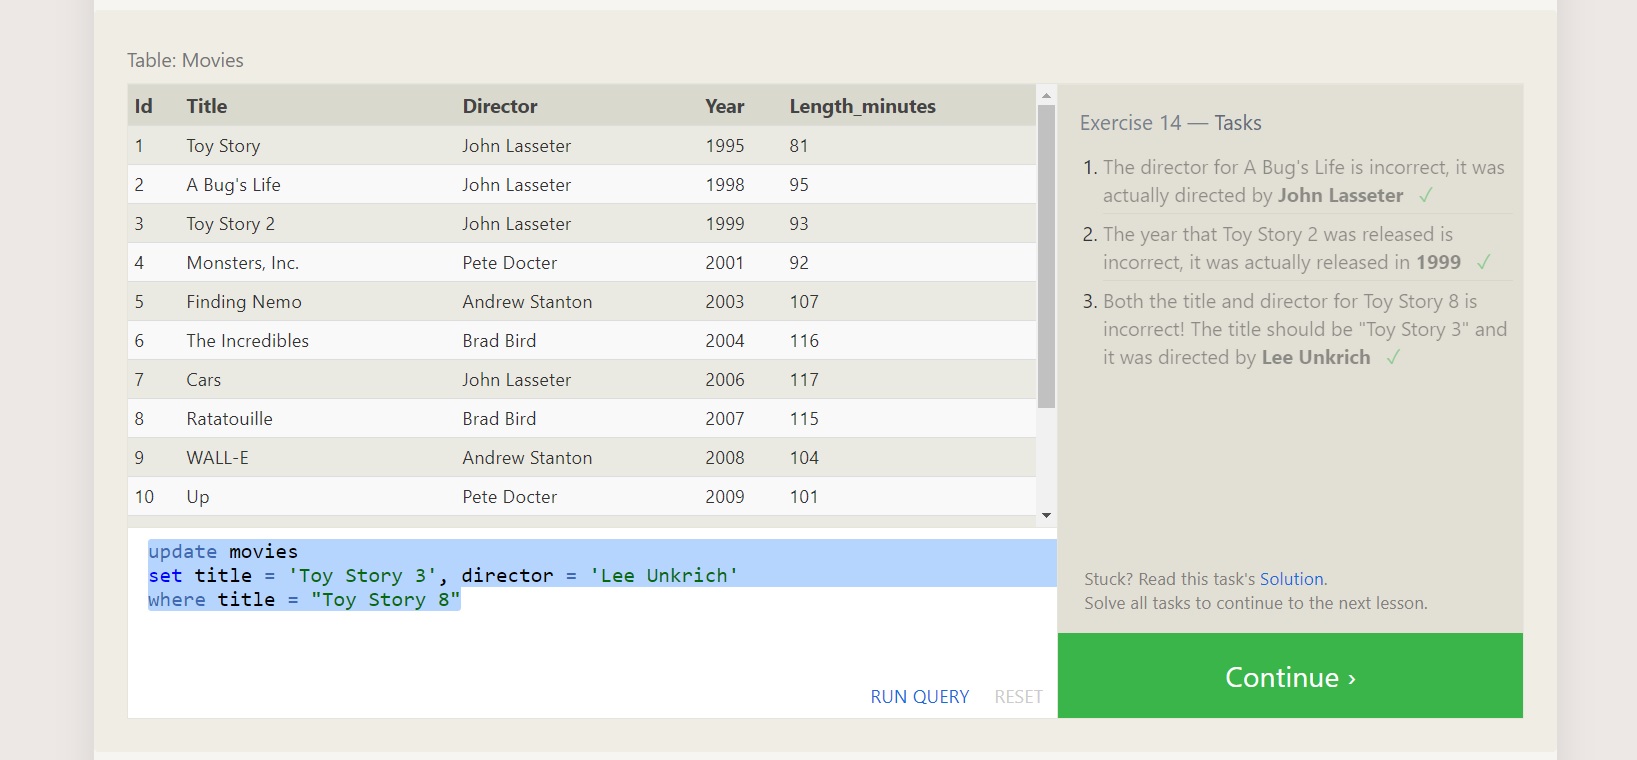 Table: Movies
Id Title Director Year Length_minutes
1 Toy Story John Lasseter 1995 81
2 A Bug's Life John Lasseter 1998 95
3 Toy Story 2 John Lasseter 1999 93
4 Monsters, Inc. Pete Docter 2001 92
5 Finding Nemo Andrew Stanton 2003 107
6 The Incredibles Brad Bird 2004 116
7 Cars John Lasseter 2006 117
8 Ratatouille Brad Bird 2007 115
9 WALL-E Andrew Stanton 2008 104
10 Up Pete Docter 2009 101
update movies
set title = 'Toy Story 3', director = 'Lee Unkrich'
where title = "Toy Story 8"
RUN QUERY RESET
Exercise 14 — Tasks
1. The director for A Bug's Life is incorrect, it was
actually directed by John Lasseter ✓
2. The year that Toy Story 2 was released is
incorrect, it was actually released in 1999 ✓
3. Both the title and director for Toy Story 8 is
incorrect! The title should be "Toy Story 3" and
it was directed by Lee Unkrich ✓
Stuck? Read this task's Solution.
Solve all tasks to continue to the next lesson.
Continue ›